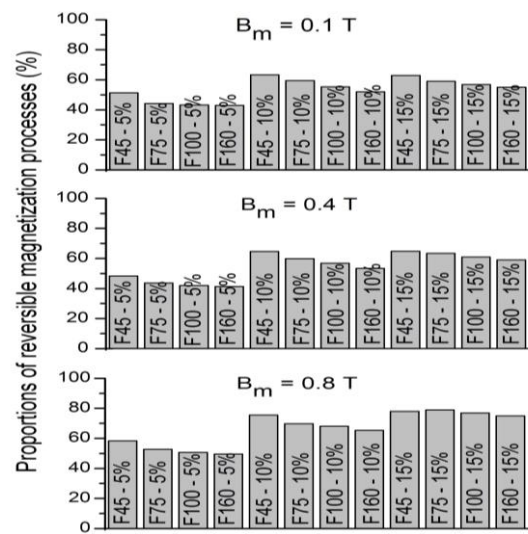 Proportions of reversible magnetization processes (%)
B_m = 0.1 T
100
80
60
40
20
0
F45 - 5%
F75 - 5%
F100 - 5%
F160 - 5%
F45 - 10%
F75 - 10%
F100 - 10%
F160 - 10%
F45 - 15%
F75 - 15%
F100 - 15%
F160 - 15%
B_m = 0.4 T
100
80
60
40
20
0
F45 - 5%
F75 - 5%
F100 - 5%
F160 - 5%
F45 - 10%
F75 - 10%
F100 - 10%
F160 - 10%
F45 - 15%
F75 - 15%
F100 - 15%
F160 - 15%
B_m = 0.8 T
100
80
60
40
20
0
F45 - 5%
F75 - 5%
F100 - 5%
F160 - 5%
F45 - 10%
F75 - 10%
F100 - 10%
F160 - 10%
F45 - 15%
F75 - 15%
F100 - 15%
F160 - 15%